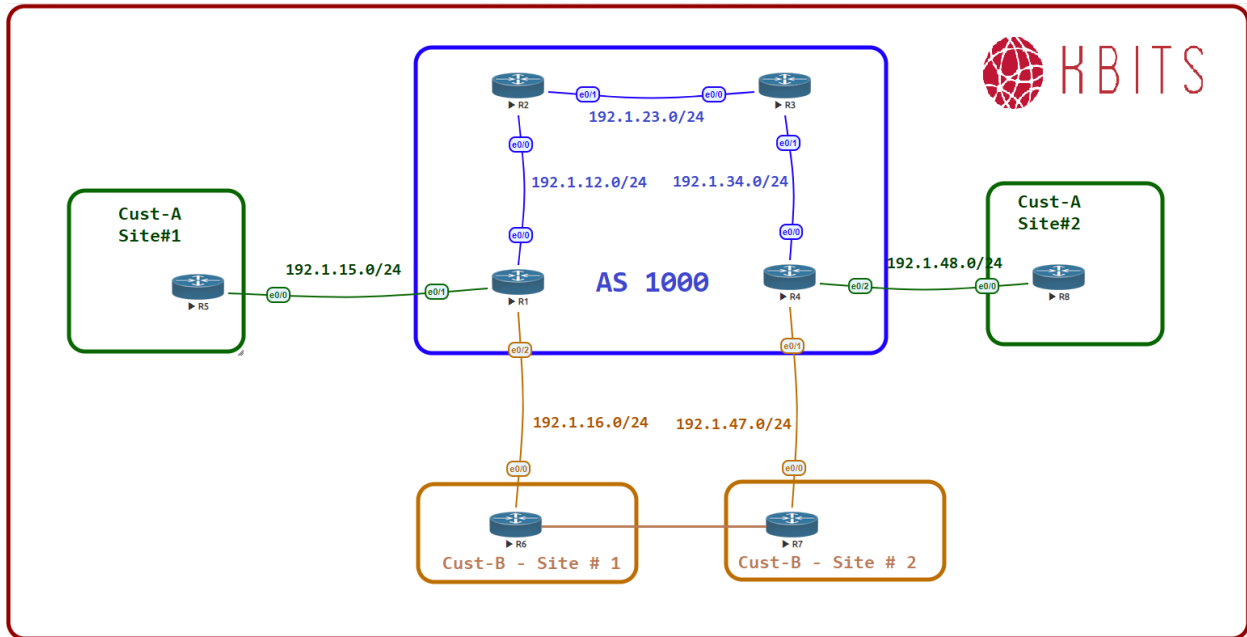 KBITS
R2
e0/1
e0/0
R3
192.1.23.0/24
e0/0
e0/1
192.1.12.0/24
192.1.34.0/24
Cust-A
Site#1
Cust-A
Site#2
e0/0
e0/0
192.1.15.0/24
AS 1000
192.1.48.0/24
R5
e0/0
e0/1
R1
R4
e0/2
e0/0
R8
e0/2
e0/1
192.1.16.0/24
192.1.47.0/24
e0/0
e0/0
R6
R7
Cust-B - Site # 1
Cust-B - Site # 2